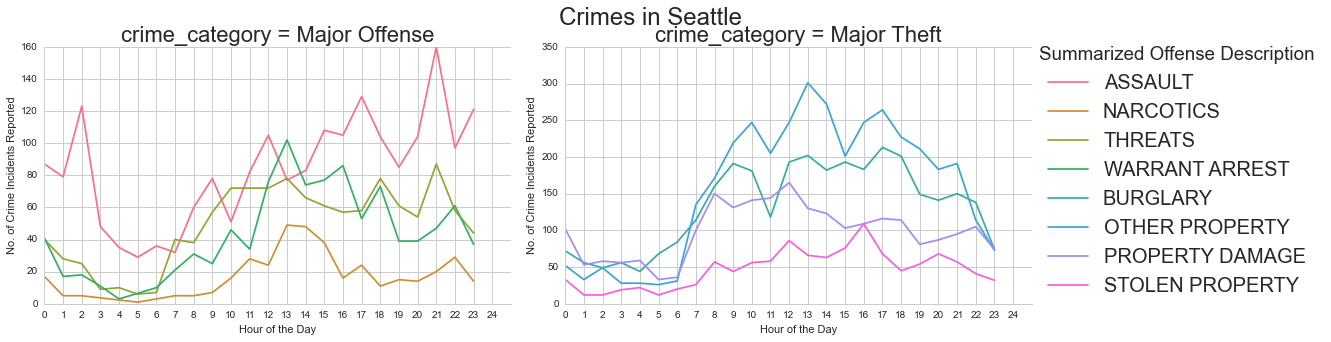 Crimes in Seattle
crime_category = Major Offense
160
140
120
100
80
60
40
20
0
No. of Crime Incidents Reported
0 1 2 3 4 5 6 7 8 9 10 11 12 13 14 15 16 17 18 19 20 21 22 23 24
Hour of the Day
crime_category = Major Theft
350
300
250
200
150
100
50
0
No. of Crime Incidents Reported
0 1 2 3 4 5 6 7 8 9 10 11 12 13 14 15 16 17 18 19 20 21 22 23 24
Hour of the Day
Summarized Offense Description
ASSAULT
NARCOTICS
THREATS
WARRANT ARREST
BURGLARY
OTHER PROPERTY
PROPERTY DAMAGE
STOLEN PROPERTY